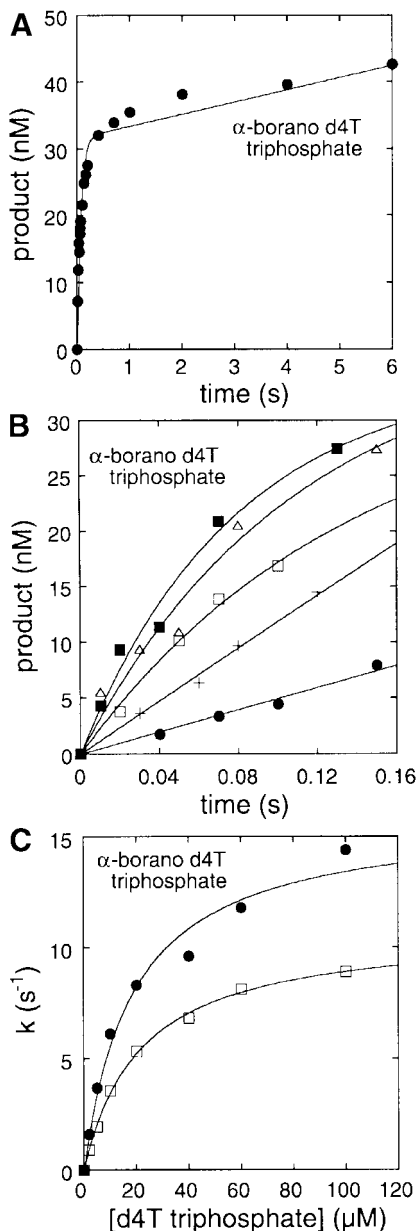 A
50
40
30
20
10
0
product (nM)
α-borano d4T
triphosphate
0 1 2 3 4 5 6
time (s)
B
30
25
20
15
10
5
0
product (nM)
α-borano d4T
triphosphate
0 0.04 0.08 0.12 0.16
time (s)
C
15
10
5
0
k (s⁻¹)
α-borano d4T
triphosphate
0 20 40 60 80 100 120
[d4T triphosphate] (µM)